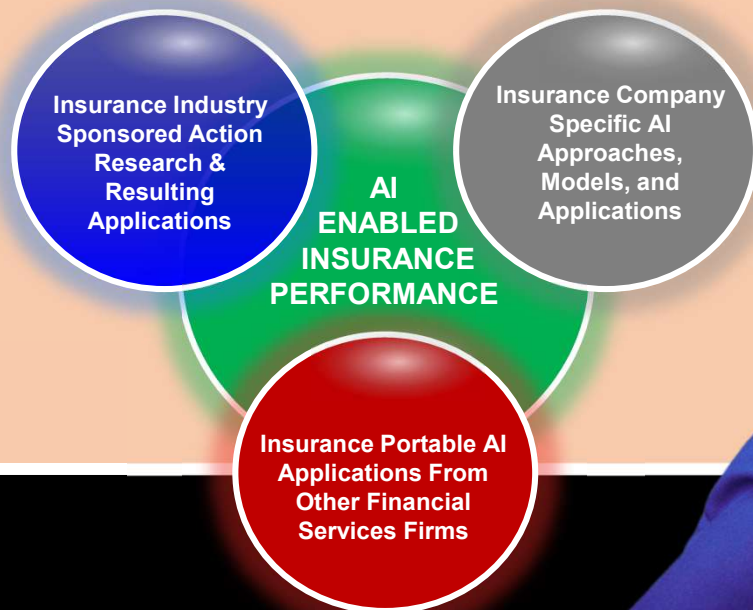 Insurance Industry
Sponsored Action
Research &
Resulting
Applications
Insurance Company
Specific AI
Approaches,
Models, and
Applications
AI
ENABLED
INSURANCE
PERFORMANCE
Insurance Portable AI
Applications From
Other Financial
Services Firms